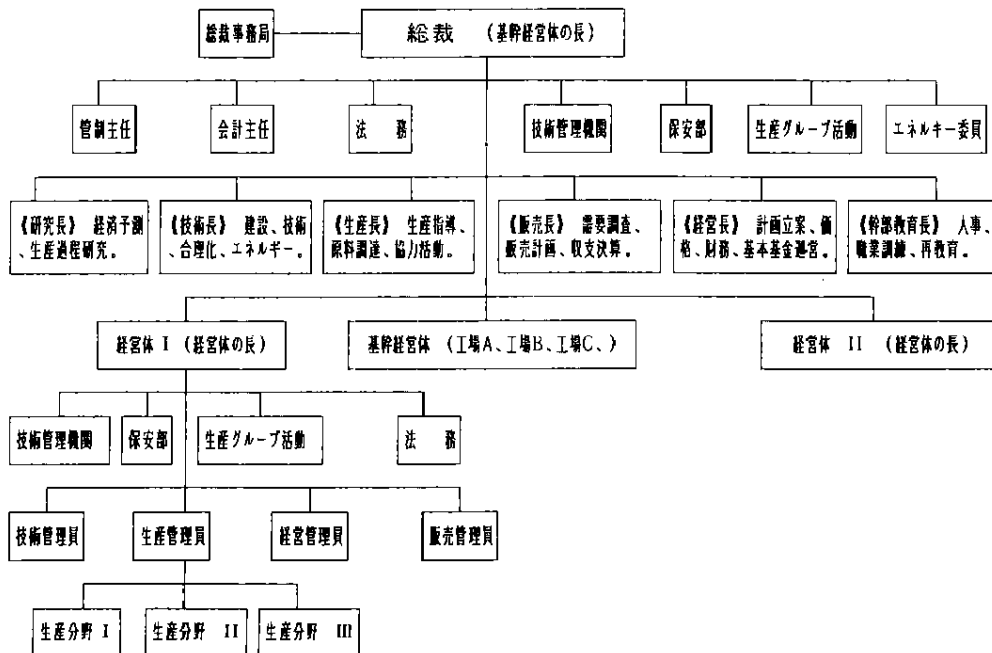 総裁事務局
総裁 (基幹経営体の長)
管制主任
会計主任
法務
技術管理機関
保安部
生産グループ活動
エネルギー委員
《研究長》 経済予測
、生産過程研究。
《技術長》 建設、技術
、合理化、エネルギー。
《生産長》 生産指導、
原料調達、協力活動。
《販売長》 需要調査、
販売計画、収支決算。
《経営長》 計画立案、価
格、財務、基本基金運営。
《幹部教育長》 人事、
職業訓練、再教育。
経営体 I (経営体の長)
基幹経営体 (工場A、工場B、工場C、)
経営体 II (経営体の長)
技術管理機関
保安部
生産グループ活動
法務
技術管理員
生産管理員
経営管理員
販売管理員
生産分野 I
生産分野 II
生産分野 III